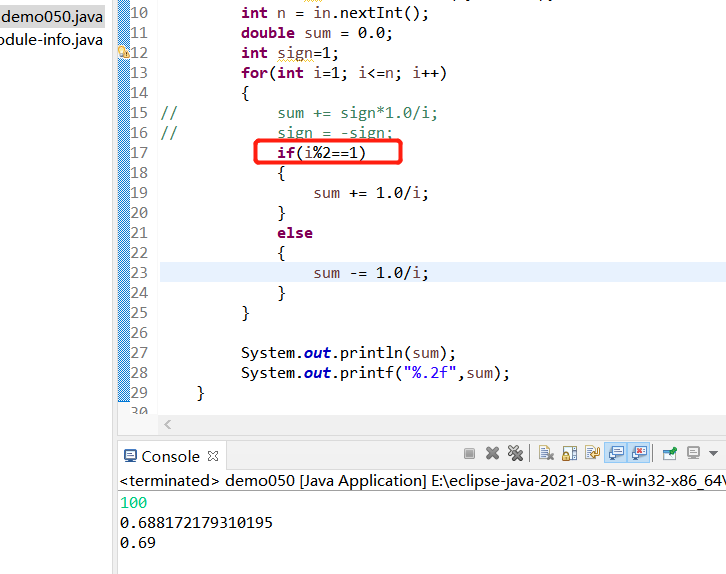 demo050.java
odule-info.java
10 int n = in.nextInt();
11 double sum = 0.0;
12 int sign=1;
13 for(int i=1; i<=n; i++)
14 {
15 // sum += sign*1.0/i;
16 // sign = -sign;
17 if(i%2==1)
18 {
19 sum += 1.0/i;
20 }
21 else
22 {
23 sum -= 1.0/i;
24 }
25 }
26
27 System.out.println(sum);
28 System.out.printf("%.2f",sum);
29 }
30
Console
<terminated> demo050 [Java Application] E:\eclipse-java-2021-03-R-win32-x86_64\
100
0.688172179310195
0.69